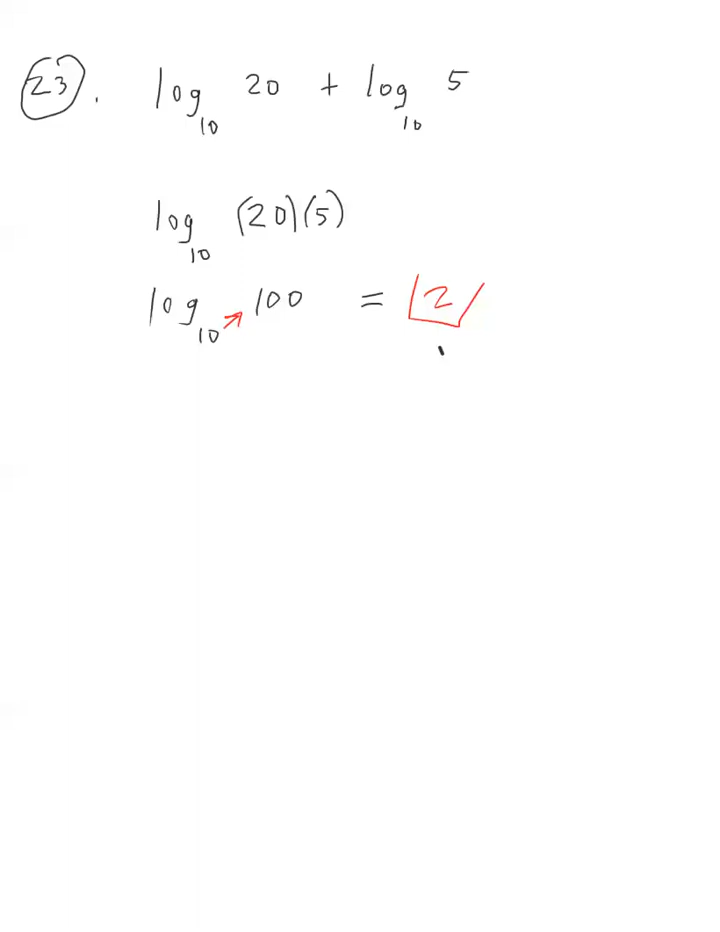 23. log₁₀ 20 + log₁₀ 5
log₁₀ (20)(5)
log₁₀ 100 = 2